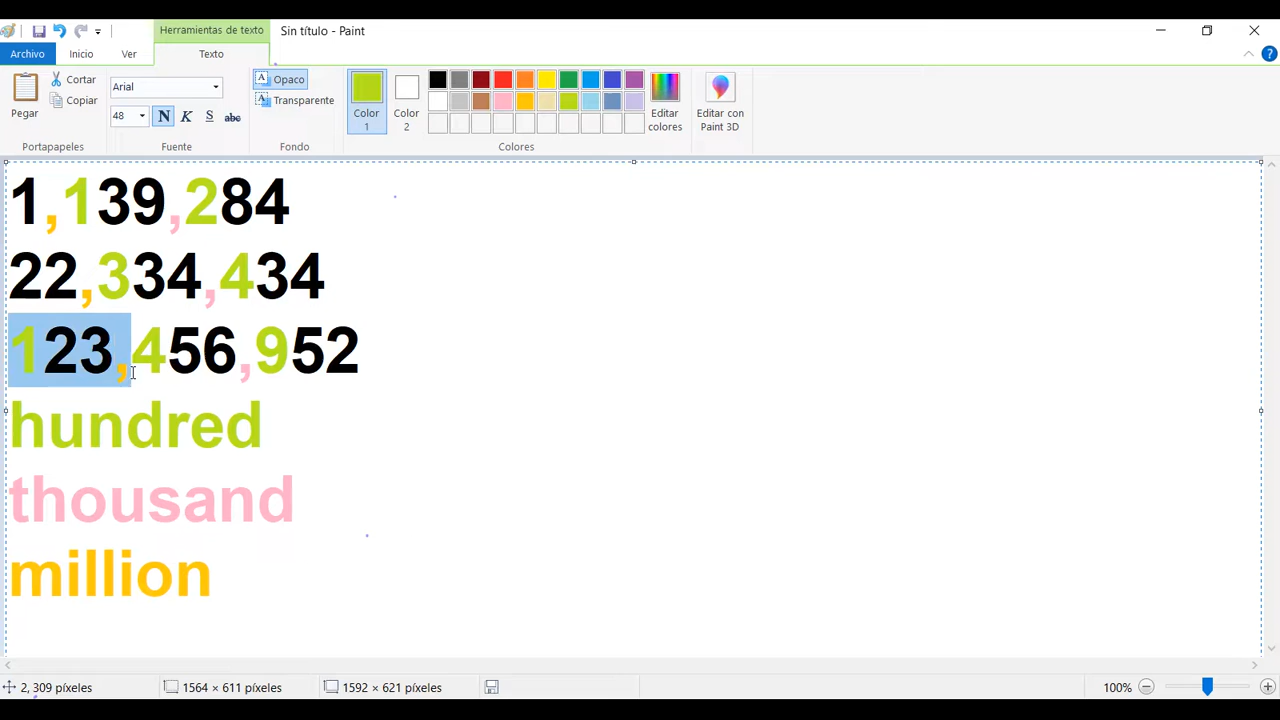 Herramientas de texto
Sin título - Paint
Archivo
Inicio
Ver
Texto
Pegar
Cortar
Copiar
Portapapeles
Arial
48
N K S abc
Fuente
Opaco
Transparente
Fondo
Color 1
Color 2
Editar colores
Colores
Editar con Paint 3D
1,139,284
22,334,434
123,456,952
hundred
thousand
million
2, 309 píxeles
1564 × 611 píxeles
1592 × 621 píxeles
100%